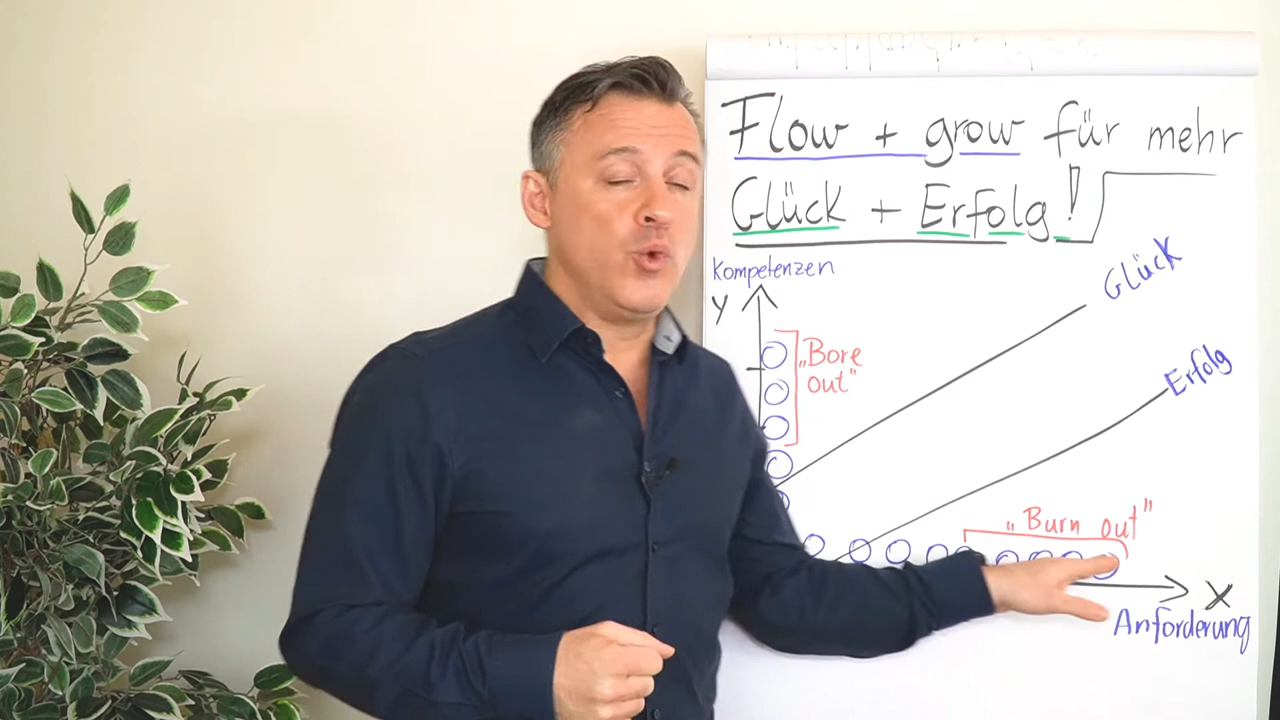 Flow + grow für mehr
Glück + Erfolg!
Kompetenzen
Y
Glück
"Bore
out"
Erfolg
"Burn out"
X
Anforderung